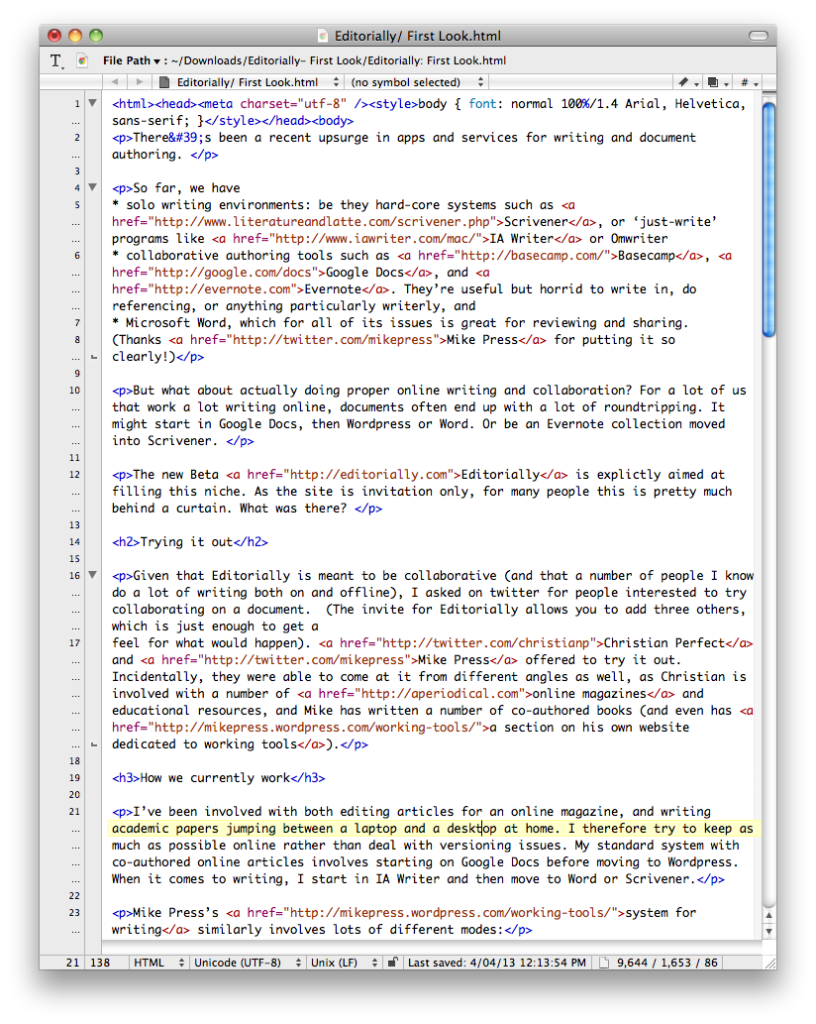 Editorially/ First Look.html
File Path ▾ : ~/Downloads/Editorially– First Look/Editorially: First Look.html
Editorially/ First Look.html (no symbol selected)
1 <html><head><meta charset="utf-8" /><style>body { font: normal 100%/1.4 Arial, Helvetica,
… sans-serif; }</style></head><body>
2 <p>There&#39;s been a recent upsurge in apps and services for writing and document
… authoring. </p>
3
4 <p>So far, we have
5 * solo writing environments: be they hard-core systems such as <a
… href="http://www.literatureandlatte.com/scrivener.php">Scrivener</a>, or ‘just-write’
… programs like <a href="http://www.iawriter.com/mac/">IA Writer</a> or Omwriter
6 * collaborative authoring tools such as <a href="http://basecamp.com/">Basecamp</a>, <a
… href="http://google.com/docs">Google Docs</a>, and <a
… href="http://evernote.com">Evernote</a>. They’re useful but horrid to write in, do
… referencing, or anything particularly writerly, and
7 * Microsoft Word, which for all of its issues is great for reviewing and sharing.
8 (Thanks <a href="http://twitter.com/mikepress">Mike Press</a> for putting it so
… clearly!)</p>
9
10 <p>But what about actually doing proper online writing and collaboration? For a lot of us
… that work a lot writing online, documents often end up with a lot of roundtripping. It
… might start in Google Docs, then Wordpress or Word. Or be an Evernote collection moved
… into Scrivener. </p>
11
12 <p>The new Beta <a href="http://editorially.com">Editorially</a> is explictly aimed at
… filling this niche. As the site is invitation only, for many people this is pretty much
… behind a curtain. What was there? </p>
13
14 <h2>Trying it out</h2>
15
16 <p>Given that Editorially is meant to be collaborative (and that a number of people I know
… do a lot of writing both on and offline), I asked on twitter for people interested to try
… collaborating on a document.  (The invite for Editorially allows you to add three others,
… which is just enough to get a
17 feel for what would happen). <a href="http://twitter.com/christianp">Christian Perfect</a>
… and <a href="http://twitter.com/mikepress">Mike Press</a> offered to try it out.
… Incidentally, they were able to come at it from different angles as well, as Christian is
… involved with a number of <a href="http://aperiodical.com">online magazines</a> and
… educational resources, and Mike has written a number of co-authored books (and even has <a
… href="http://mikepress.wordpress.com/working-tools/">a section on his own website
… dedicated to working tools</a>).</p>
18
19 <h3>How we currently work</h3>
20
21 <p>I’ve been involved with both editing articles for an online magazine, and writing
… academic papers jumping between a laptop and a desktop at home. I therefore try to keep as
… much as possible online rather than deal with versioning issues. My standard system with
… co-authored online articles involves starting on Google Docs before moving to Wordpress.
… When it comes to writing, I start in IA Writer and then move to Word or Scrivener.</p>
22
23 <p>Mike Press’s <a href="http://mikepress.wordpress.com/working-tools/">system for
… writing</a> similarly involves lots of different modes:</p>
21 138 HTML Unicode (UTF-8) Unix (LF) Last saved: 4/04/13 12:13:54 PM 9,644 / 1,653 / 86